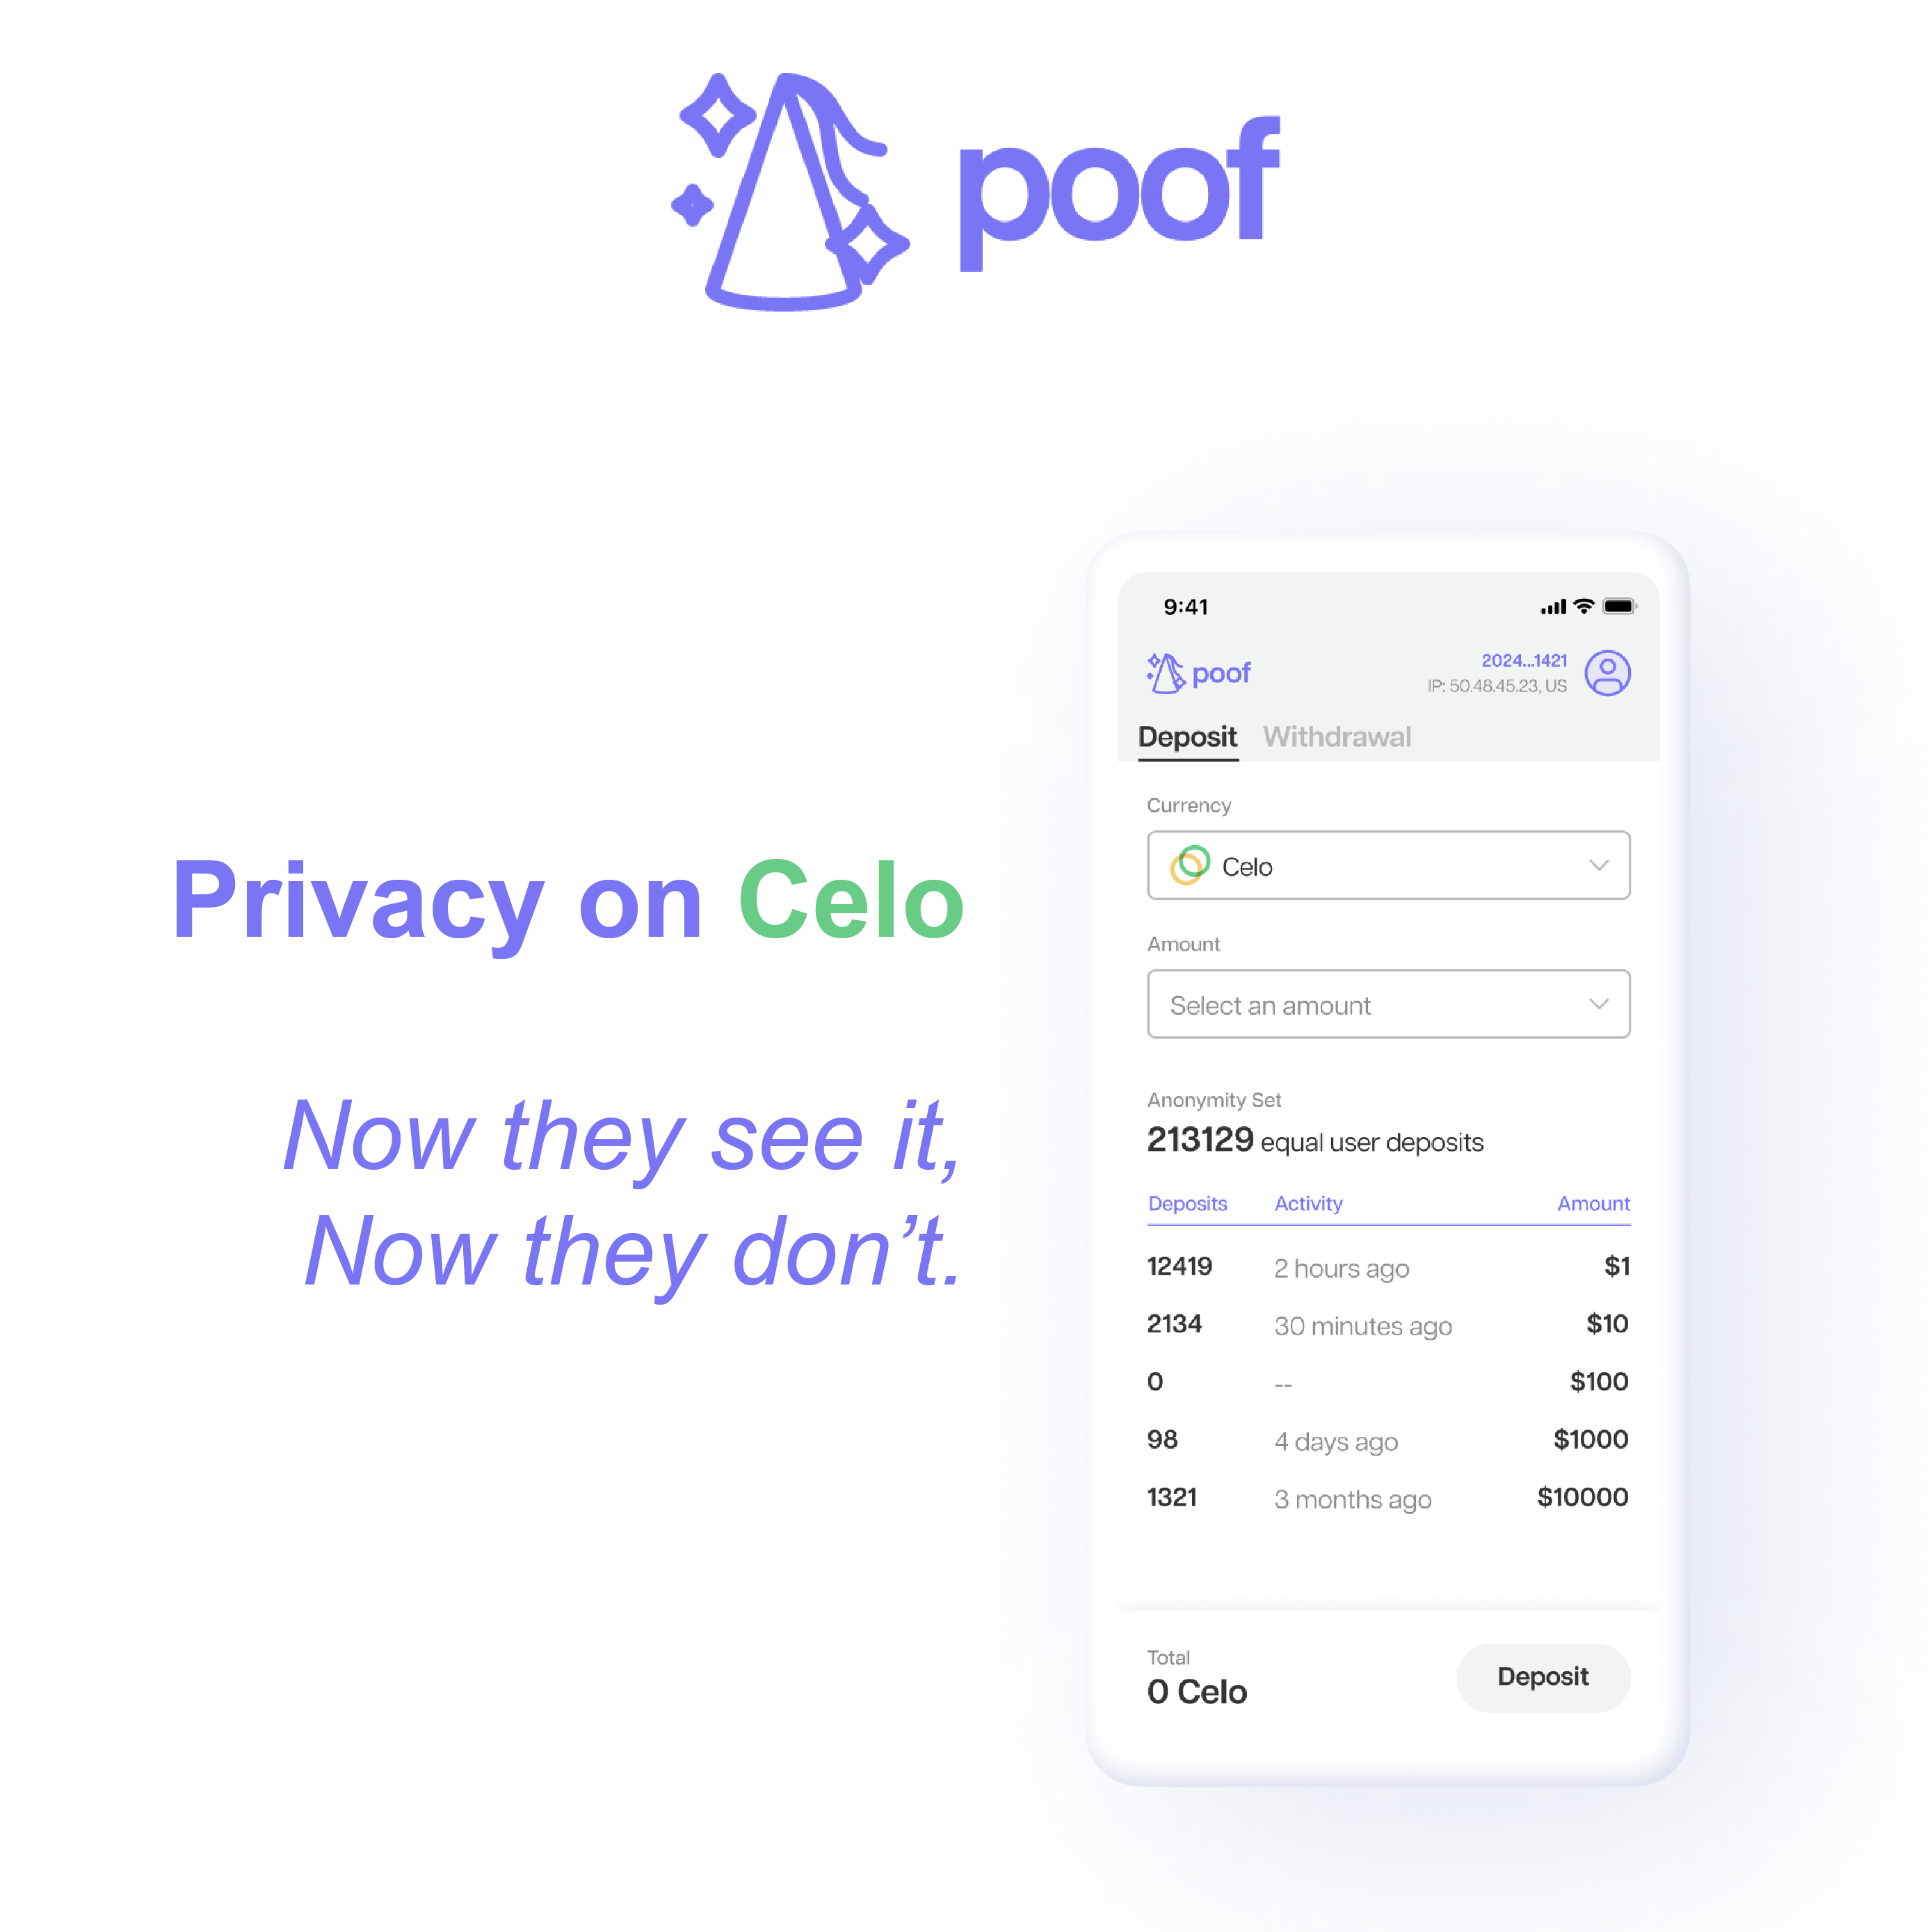 poof
Privacy on Celo
Now they see it,
Now they don’t.
9:41
poof
2024...1421
IP: 50.48.45.23, US
Deposit Withdrawal
Currency
Celo
Amount
Select an amount
Anonymity Set
213129 equal user deposits
Deposits Activity Amount
12419 2 hours ago $1
2134 30 minutes ago $10
0 -- $100
98 4 days ago $1000
1321 3 months ago $10000
Total
0 Celo
Deposit